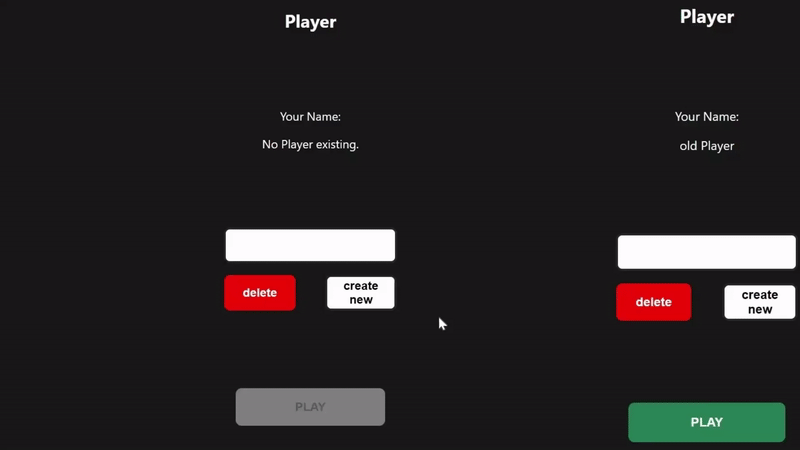 Player
Your Name:
No Player existing.
delete
create
new
PLAY
Player
Your Name:
old Player
delete
create
new
PLAY